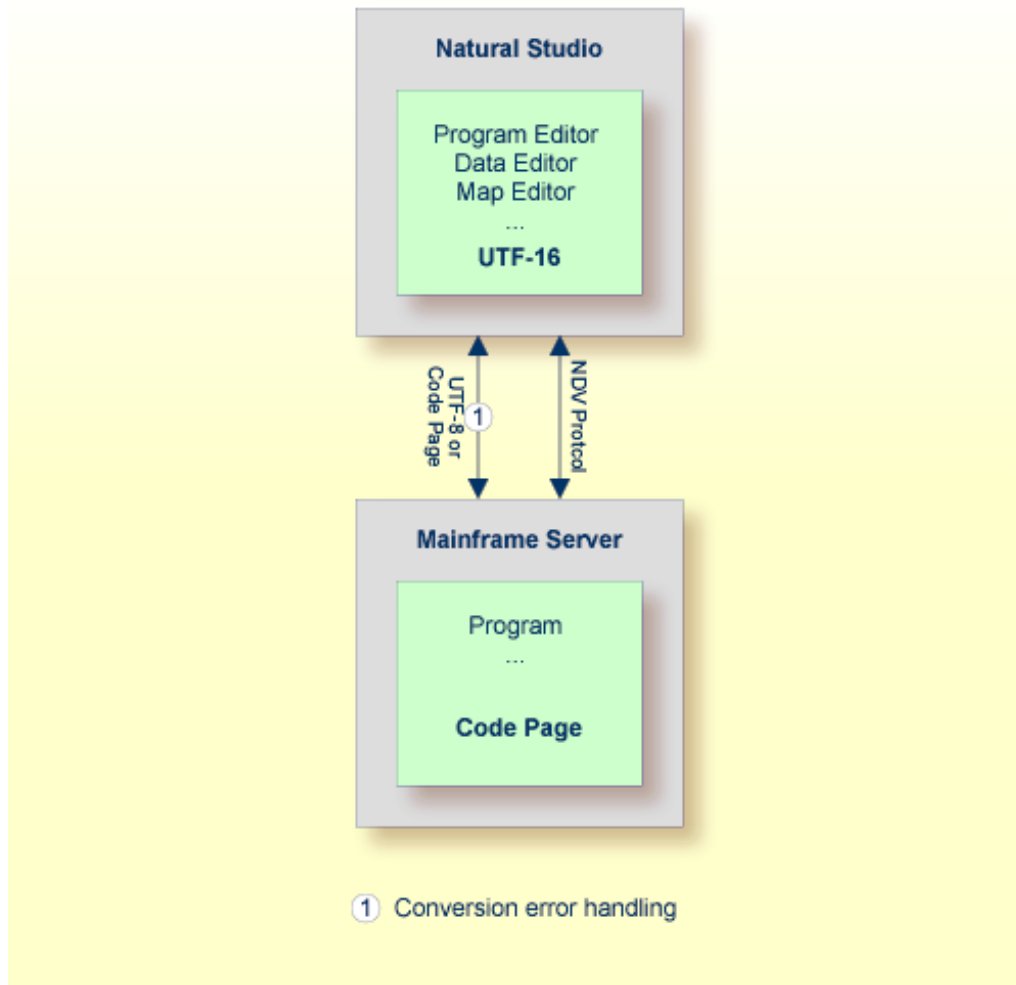 Natural Studio
Program Editor
Data Editor
Map Editor
...
UTF-16
UTF-8 or
Code Page
1
NDV Protcol
Mainframe Server
Program
...
Code Page
1 Conversion error handling